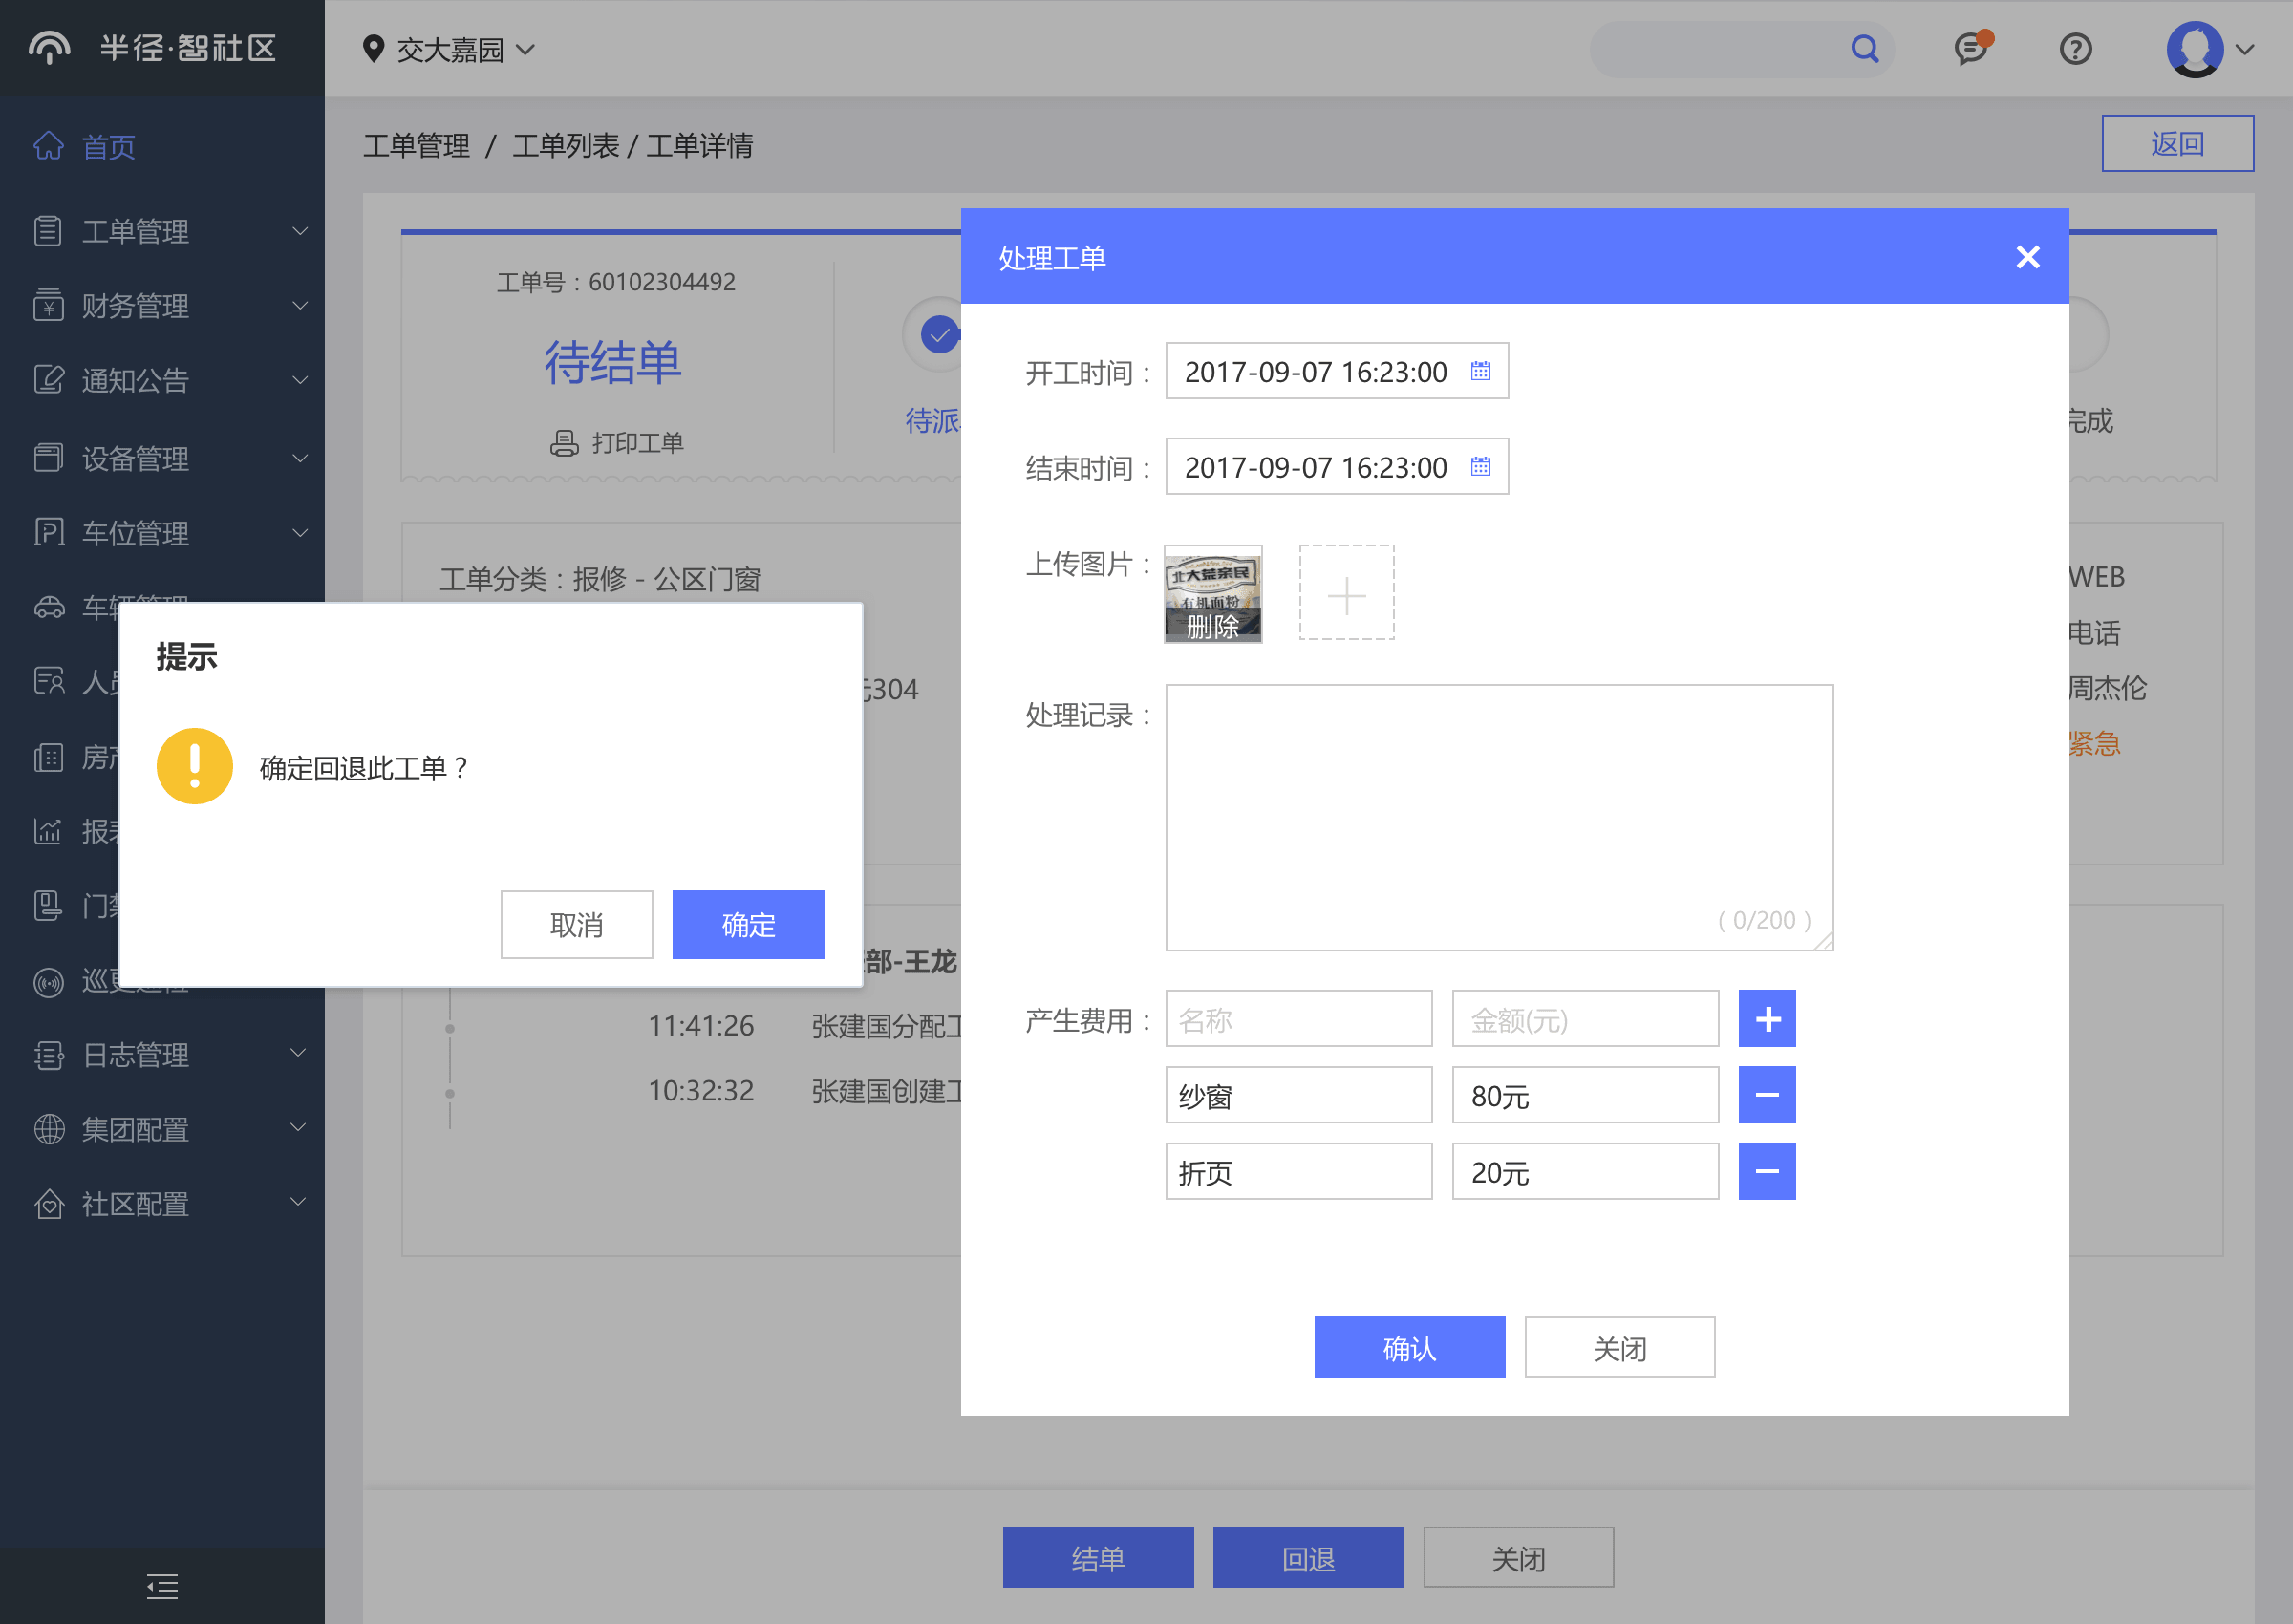 半径·智社区
交大嘉园
首页
工单管理
财务管理
通知公告
设备管理
车位管理
车辆管理
人员
房产
报表
门禁
日志管理
集团配置
社区配置
工单管理 / 工单列表 / 工单详情
返回
工单号：60102304492
待结单
打印工单
待派
完成
工单分类：报修 - 公区门窗
304
WEB
电话
周杰伦
紧急
部-王龙
11:41:26 张建国分配工
10:32:32 张建国创建工
提示
确定回退此工单？
取消
确定
处理工单
开工时间： 2017-09-07 16:23:00
结束时间： 2017-09-07 16:23:00
上传图片：
北大荒亲民
有机面粉
删除
处理记录：
（ 0/200 ）
产生费用： 名称 金额(元)
纱窗 80元
折页 20元
确认
关闭
结单
回退
关闭